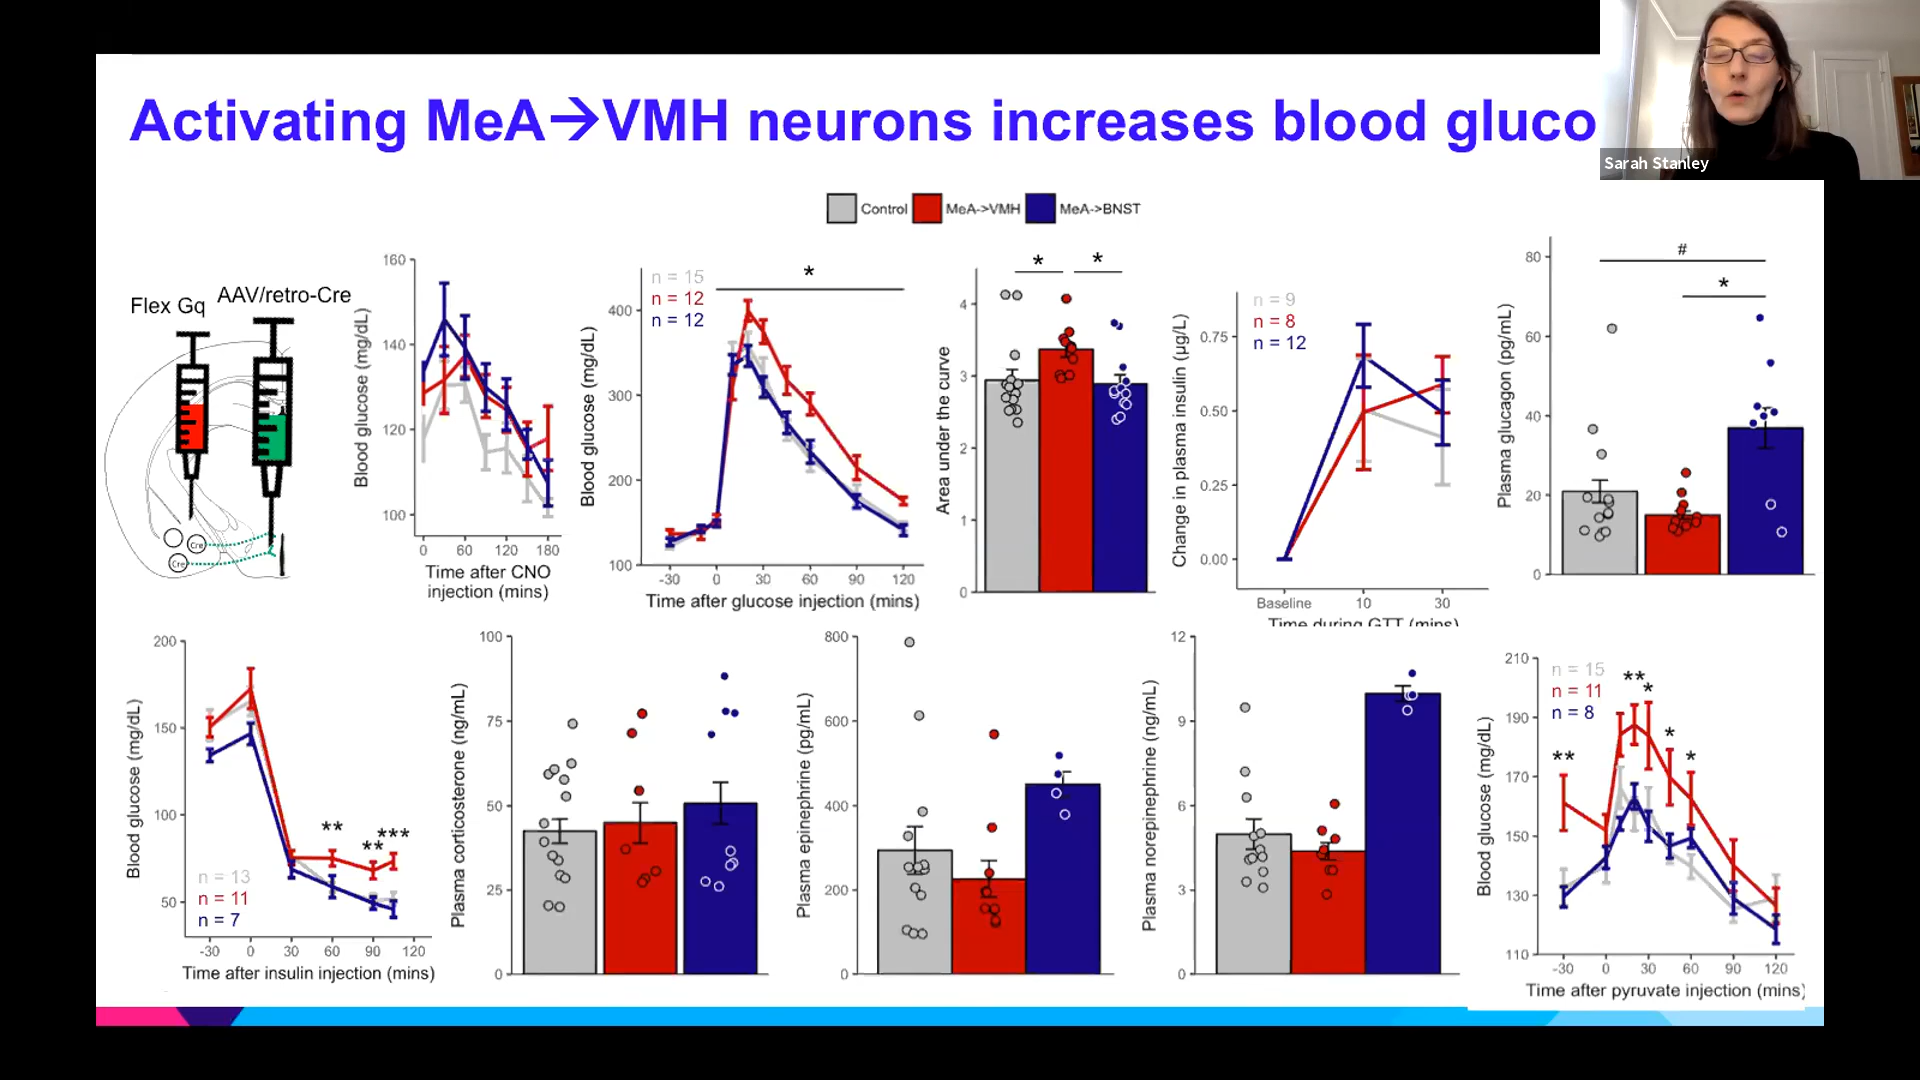 Activating MeA→VMH neurons increases blood gluco
Sarah Stanley
Control MeA->VMH MeA->BNST
Flex Gq AAV/retro-Cre
Cre
Cre
Blood glucose (mg/dL)
160
140
120
100
0 60 120 180
Time after CNO
injection (mins)
Blood glucose (mg/dL)
n = 15
n = 12
n = 12
*
400
300
200
100
-30 0 30 60 90 120
Time after glucose injection (mins)
Area under the curve
* *
4
3
2
1
0
Change in plasma insulin (µg/L)
n = 9
n = 8
n = 12
0.75
0.50
0.25
0.00
Baseline 10 30
Time during GTT (mins)
Plasma glucagon (pg/mL)
#
*
80
60
40
20
0
Blood glucose (mg/dL)
200
150
100
50
** ** ***
n = 13
n = 11
n = 7
-30 0 30 60 90 120
Time after insulin injection (mins)
Plasma corticosterone (ng/mL)
100
75
50
25
0
Plasma epinephrine (pg/mL)
800
600
400
200
0
Plasma norepinephrine (ng/mL)
12
9
6
3
0
Blood glucose (mg/dL)
n = 15
n = 11
n = 8
** ** * * *
210
190
170
150
130
110
-30 0 30 60 90 120
Time after pyruvate injection (mins)